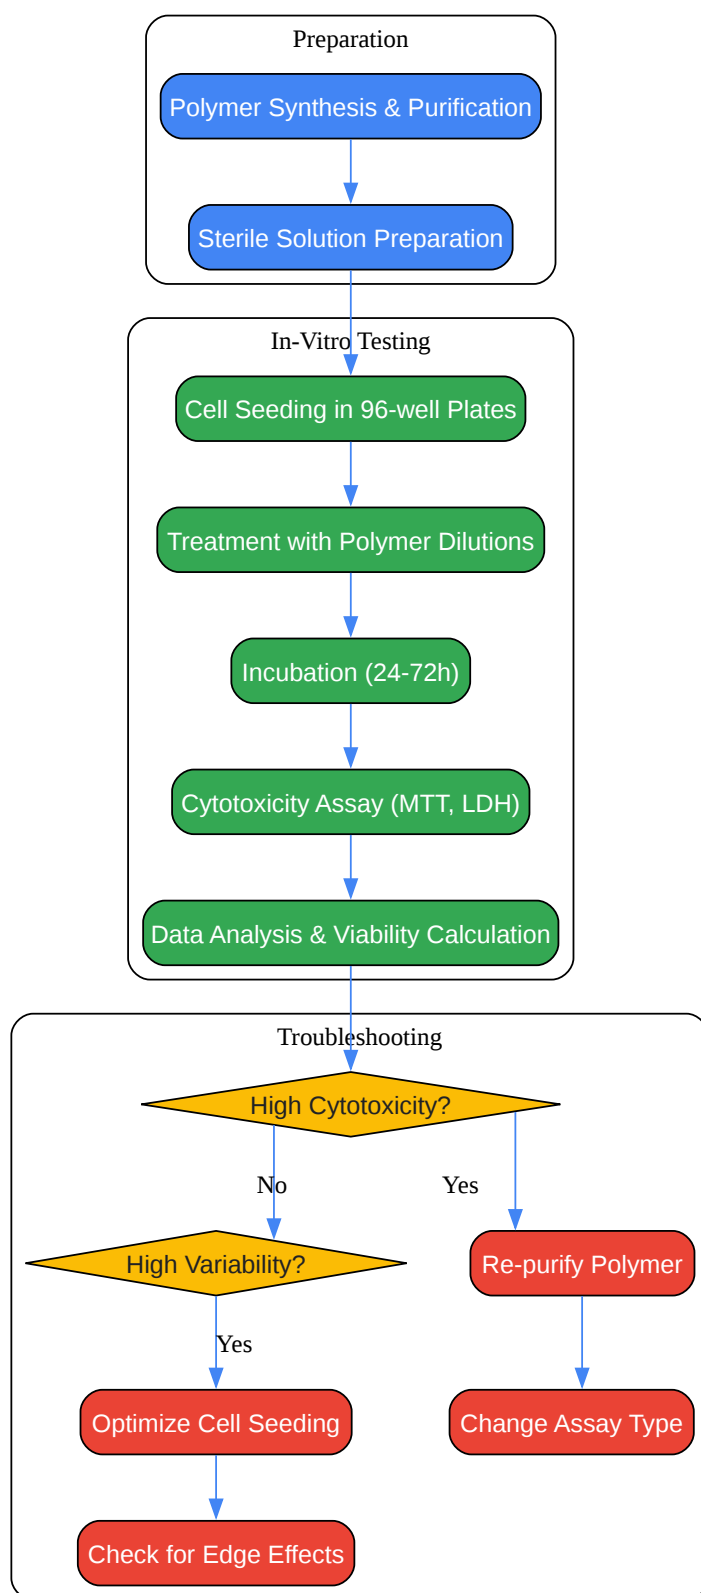 Preparation
Polymer Synthesis & Purification
Sterile Solution Preparation
In-Vitro Testing
Cell Seeding in 96-well Plates
Treatment with Polymer Dilutions
Incubation (24-72h)
Cytotoxicity Assay (MTT, LDH)
Data Analysis & Viability Calculation
Troubleshooting
High Cytotoxicity?
No
Yes
High Variability?
Re-purify Polymer
Yes
Optimize Cell Seeding
Change Assay Type
Check for Edge Effects